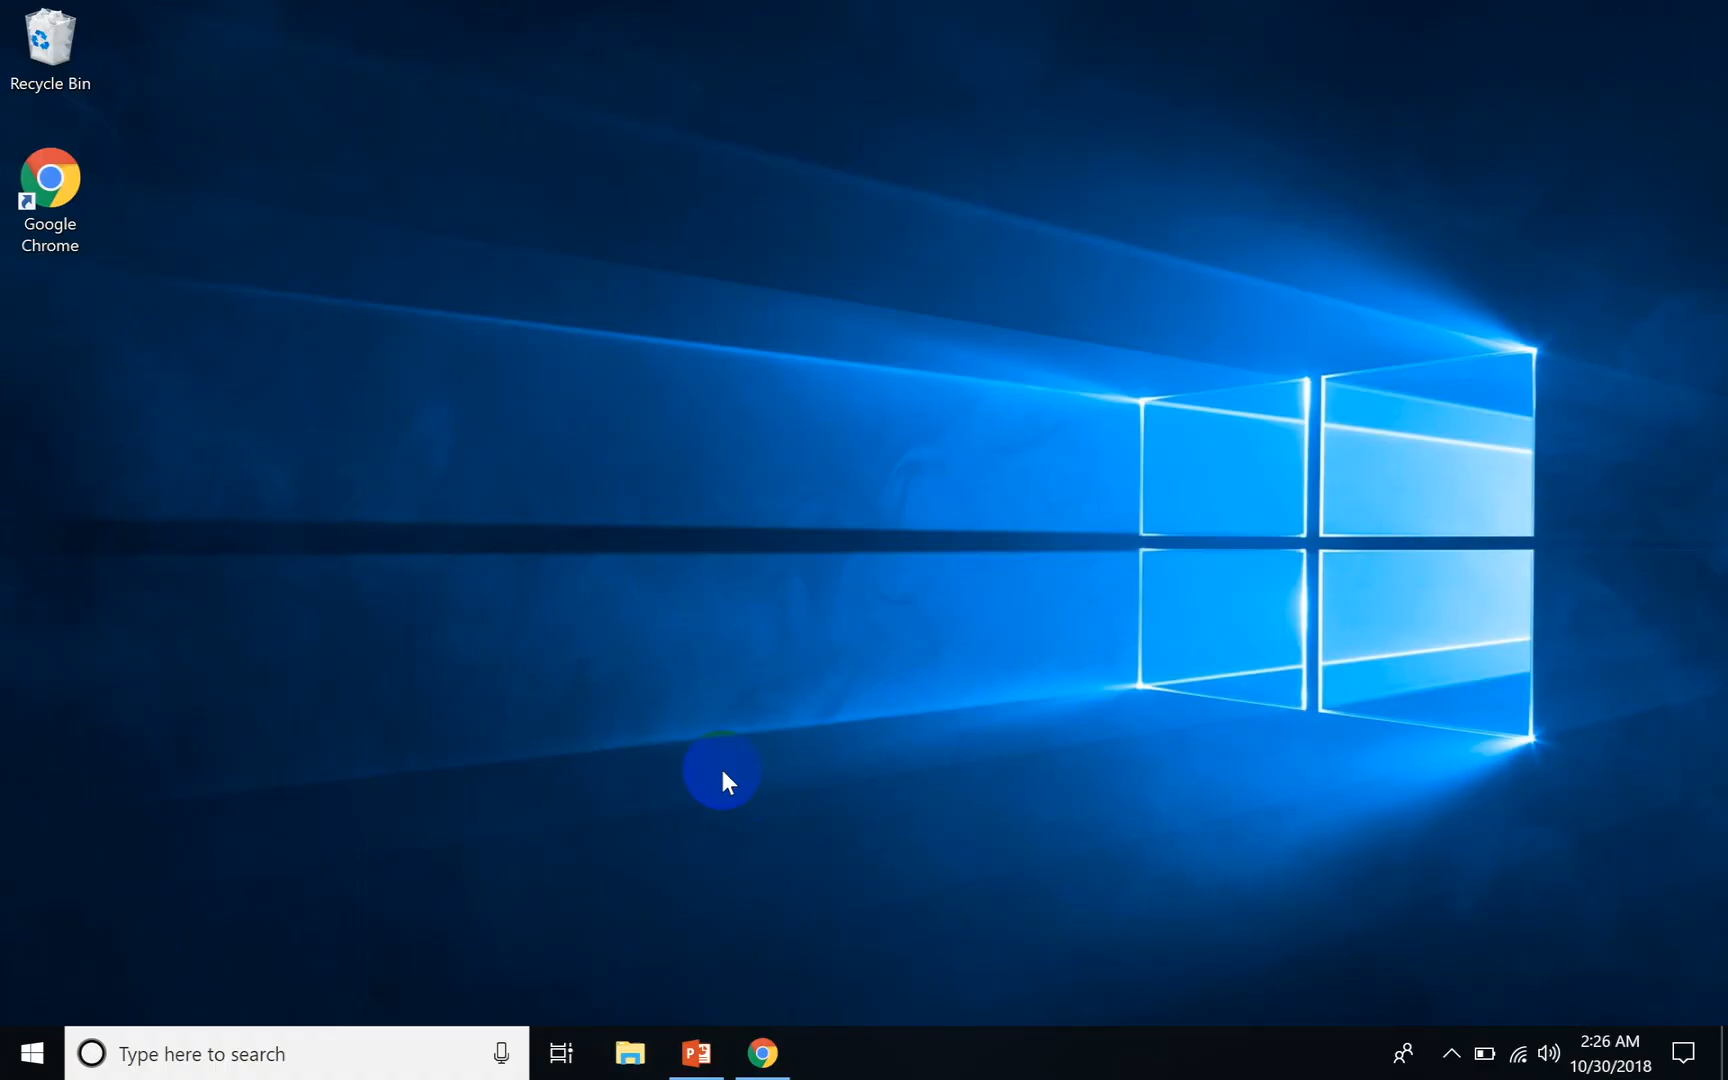 Recycle Bin
Google
Chrome
Type here to search
P
2:26 AM
10/30/2018